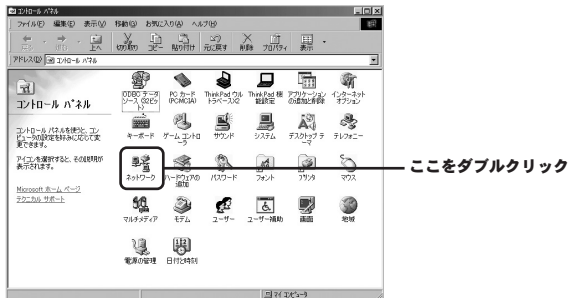 コントロール パネル
ファイル(F) 編集(E) 表示(V) 移動(G) お気に入り(A) ヘルプ(H)
戻る 進む 上へ 切り取り コピー 貼り付け 元に戻す 削除 プロパティ 表示
アドレス(D) コントロール パネル
コントロール パネル
コントロール パネルを使うと、コン
ピュータの設定を好みに応じて変
更できます。
アイコンを選択すると、その説明が
表示されます。
Microsoft ホーム ページ
テクニカル サポート
ODBC データ
ソース (32ビッ
ト)
PC カード
(PCMCIA)
ThinkPad ウル
トラベース/X2
ThinkPad 機
能設定
アプリケーション
の追加と削除
インターネット
オプション
キーボード
ゲーム コントロ
ーラ
サウンド
システム
デスクトップ テ
ーマ
テレフォニー
ネットワーク
ハードウェアの
追加
パスワード
フォント
プリンタ
マウス
ここをダブルクリック
マルチメディア
モデム
ユーザー
ユーザー補助
画面
地域
電源の管理
日付と時刻
マイ コンピュータ